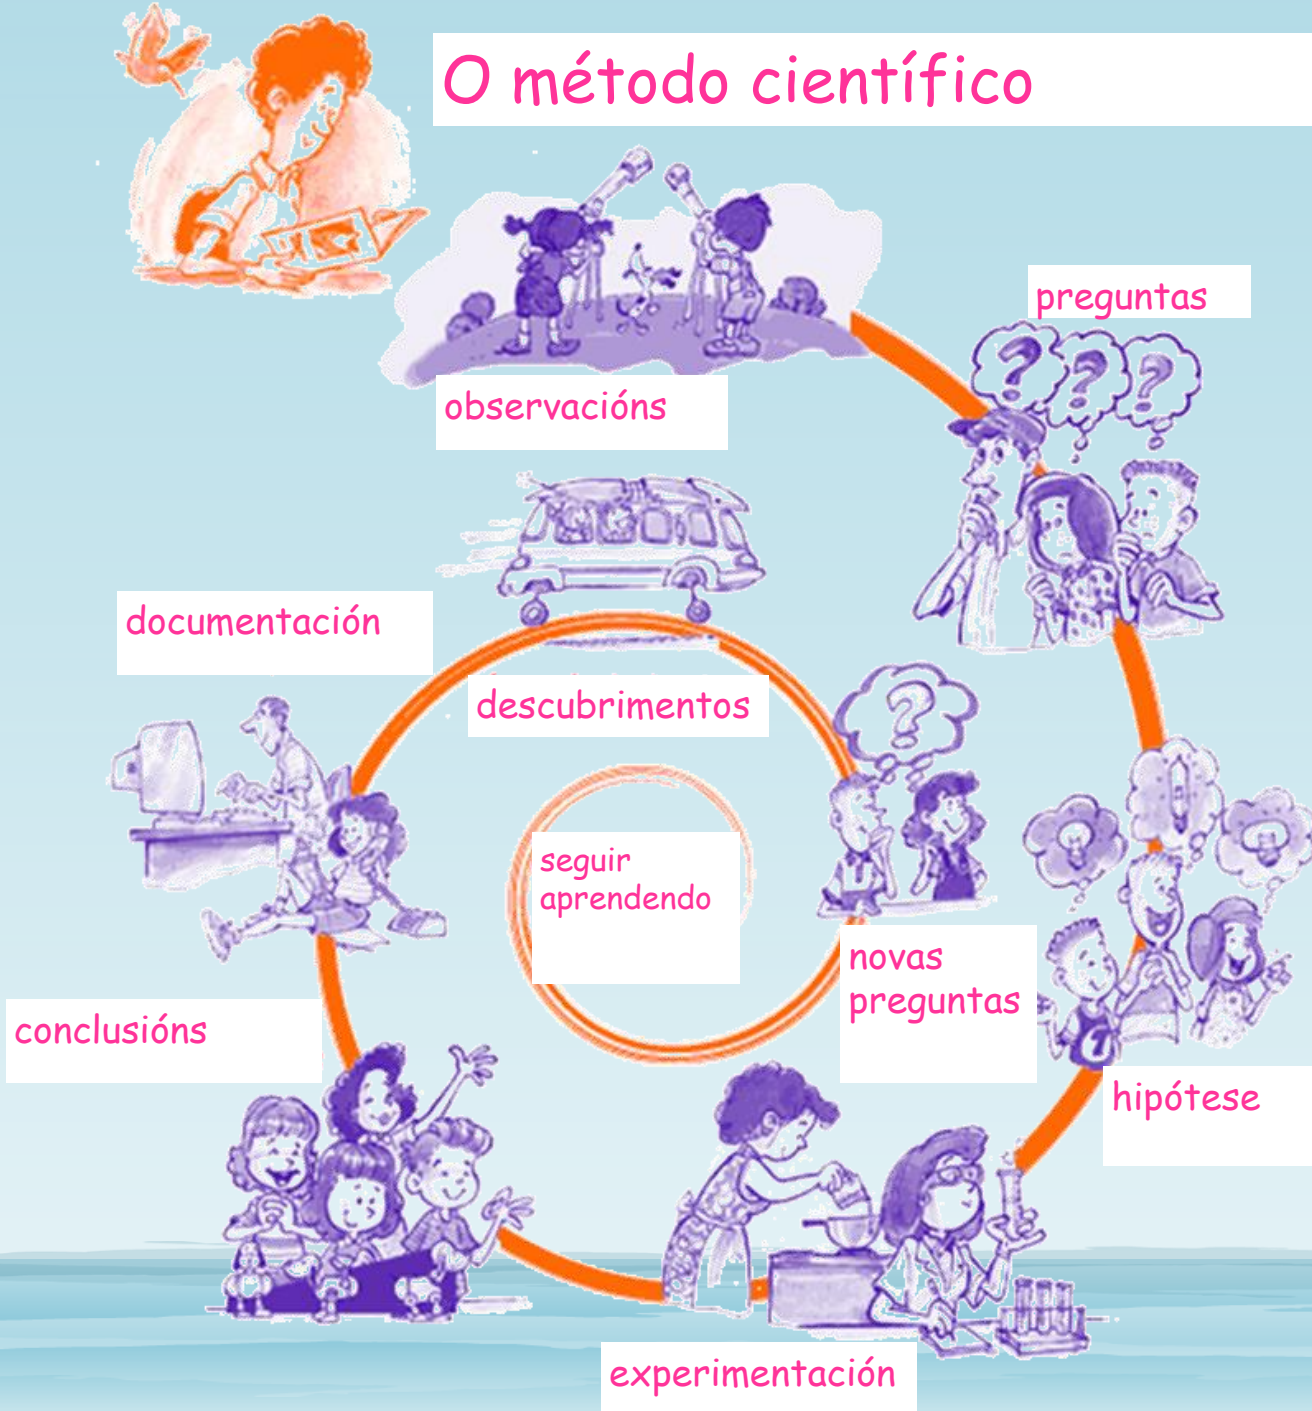 O método científico
preguntas
observacións
documentación
descubrimentos
seguir
aprendendo
novas
preguntas
conclusións
hipótese
experimentación